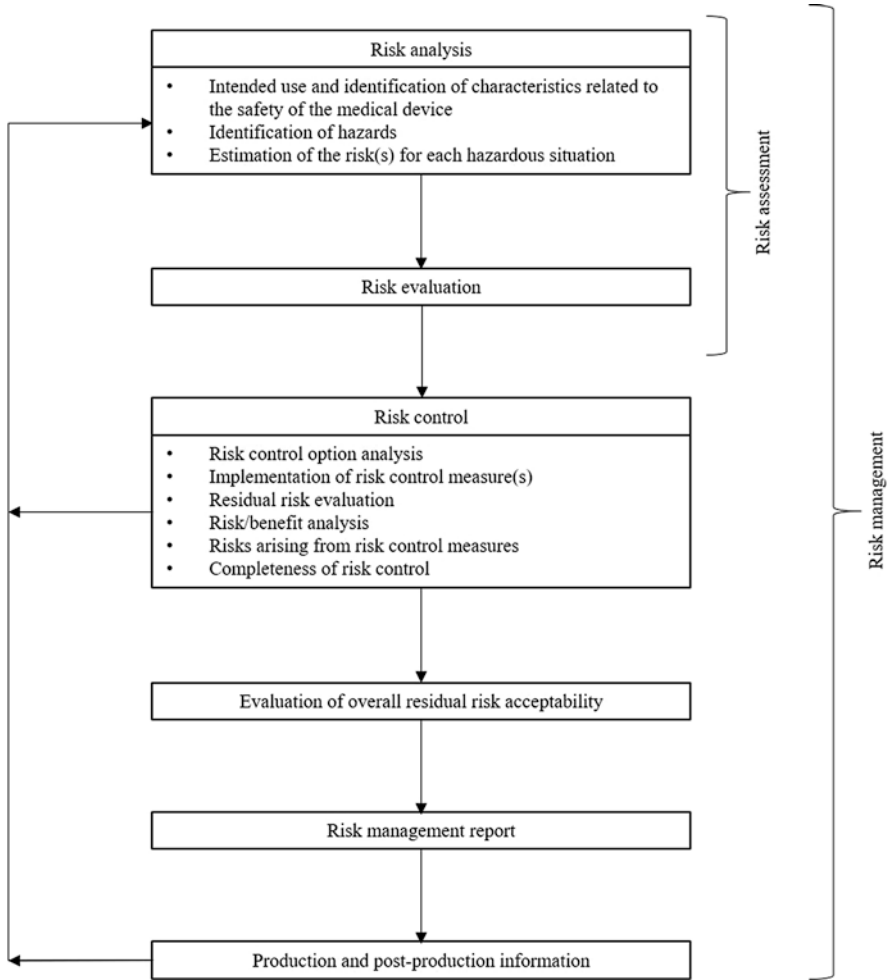 Risk analysis
• Intended use and identification of characteristics related to
the safety of the medical device
• Identification of hazards
• Estimation of the risk(s) for each hazardous situation
Risk assessment
Risk evaluation
Risk control
• Risk control option analysis
• Implementation of risk control measure(s)
• Residual risk evaluation
• Risk/benefit analysis
• Risks arising from risk control measures
• Completeness of risk control
Risk management
Evaluation of overall residual risk acceptability
Risk management report
Production and post-production information